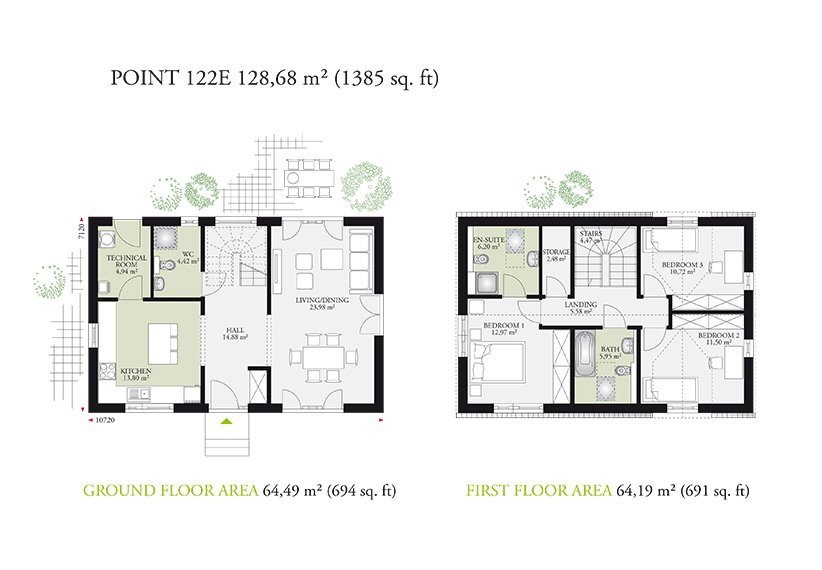 POINT 122E 128,68 m² (1385 sq. ft)
7120
10720
TECHNICAL
ROOM
4,94 m²
WC
4,42 m²
LIVING/DINING
23,98 m²
HALL
14,88 m²
KITCHEN
13,80 m²
EN-SUITE
6,20 m²
STORAGE
2,48 m²
STAIRS
4,47 m²
BEDROOM 3
10,72 m²
LANDING
5,58 m²
BEDROOM 1
12,97 m²
BATH
5,95 m²
BEDROOM 2
11,50 m²
GROUND FLOOR AREA 64,49 m² (694 sq. ft)
FIRST FLOOR AREA 64,19 m² (691 sq. ft)